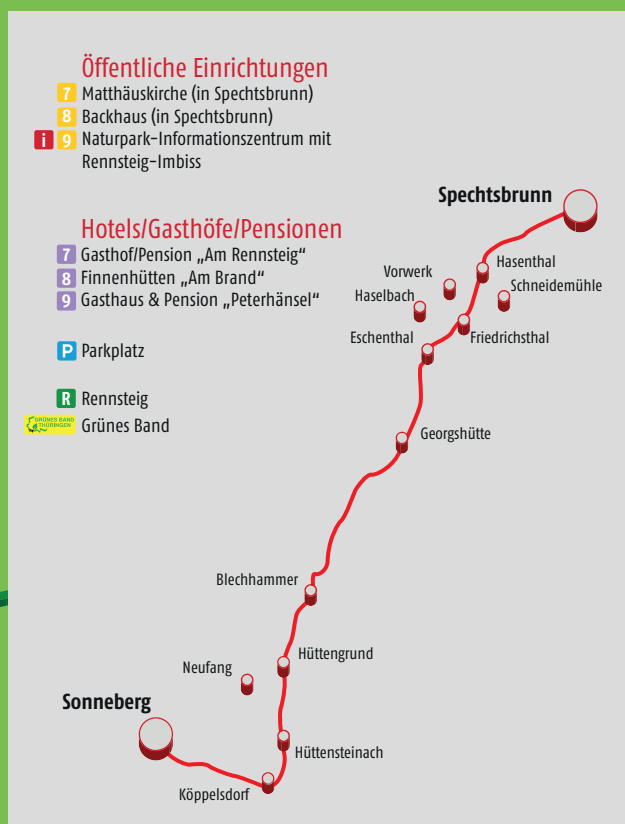 Öffentliche Einrichtungen
7 Matthäuskirche (in Spechtsbrunn)
8 Backhaus (in Spechtsbrunn)
i 9 Naturpark-Informationszentrum mit
Rennsteig-Imbiss
Hotels/Gasthöfe/Pensionen
7 Gasthof/Pension „Am Rennsteig“
8 Finnenhütten „Am Brand“
9 Gasthaus & Pension „Peterhänsel“
P Parkplatz
R Rennsteig
GRÜNES BAND
THÜRINGEN
Grünes Band
Spechtsbrunn
Hasenthal
Vorwerk
Schneidemühle
Haselbach
Eschenthal
Friedrichsthal
Georgshütte
Blechhammer
Hüttengrund
Neufang
Sonneberg
Hüttensteinach
Köppelsdorf